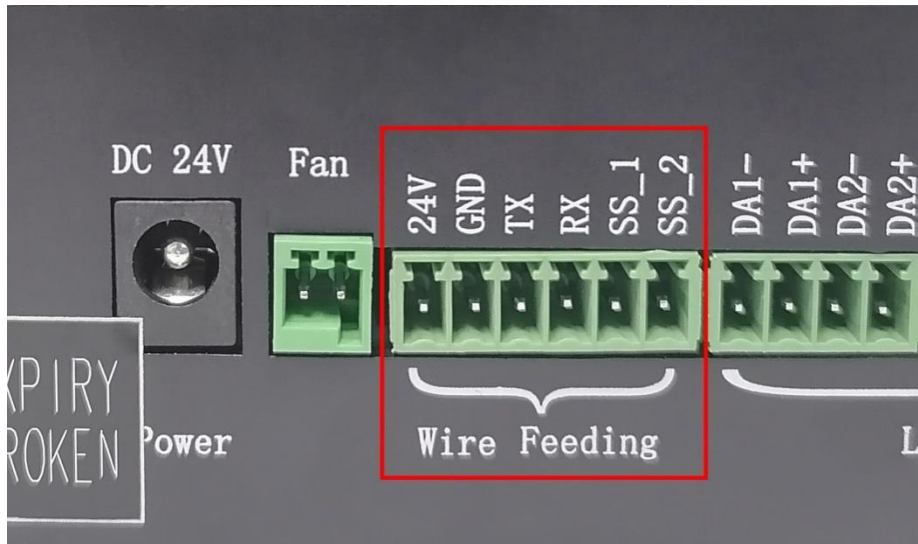 DC 24V
Fan
24V
GND
TX
RX
SS_1
SS_2
DA1-
DA1+
DA2-
DA2+
XPIRY
ROKEN
Power
Wire Feeding
L